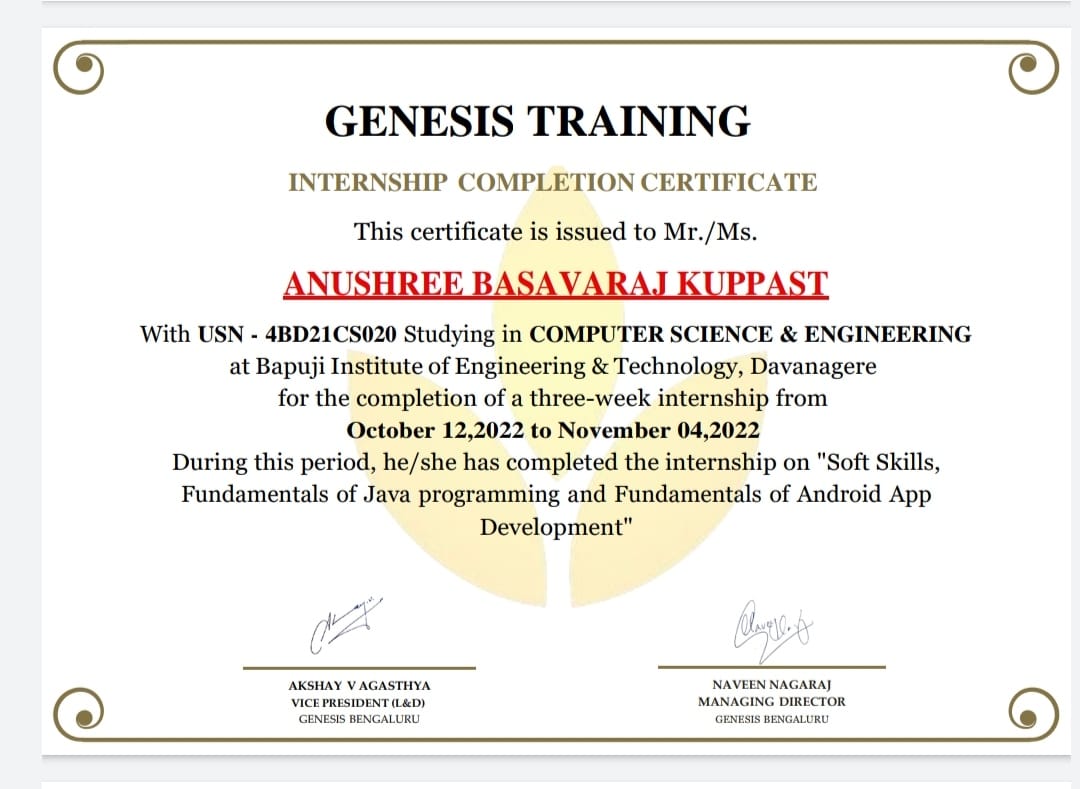 GENESIS TRAINING
INTERNSHIP COMPLETION CERTIFICATE
This certificate is issued to Mr./Ms.
ANUSHREE BASAVARAJ KUPPAST
With USN - 4BD21CS020 Studying in COMPUTER SCIENCE & ENGINEERING
at Bapuji Institute of Engineering & Technology, Davanagere
for the completion of a three-week internship from
October 12,2022 to November 04,2022
During this period, he/she has completed the internship on "Soft Skills,
Fundamentals of Java programming and Fundamentals of Android App
Development"
AKSHAY V AGASTHYA
VICE PRESIDENT (L&D)
GENESIS BENGALURU
NAVEEN NAGARAJ
MANAGING DIRECTOR
GENESIS BENGALURU